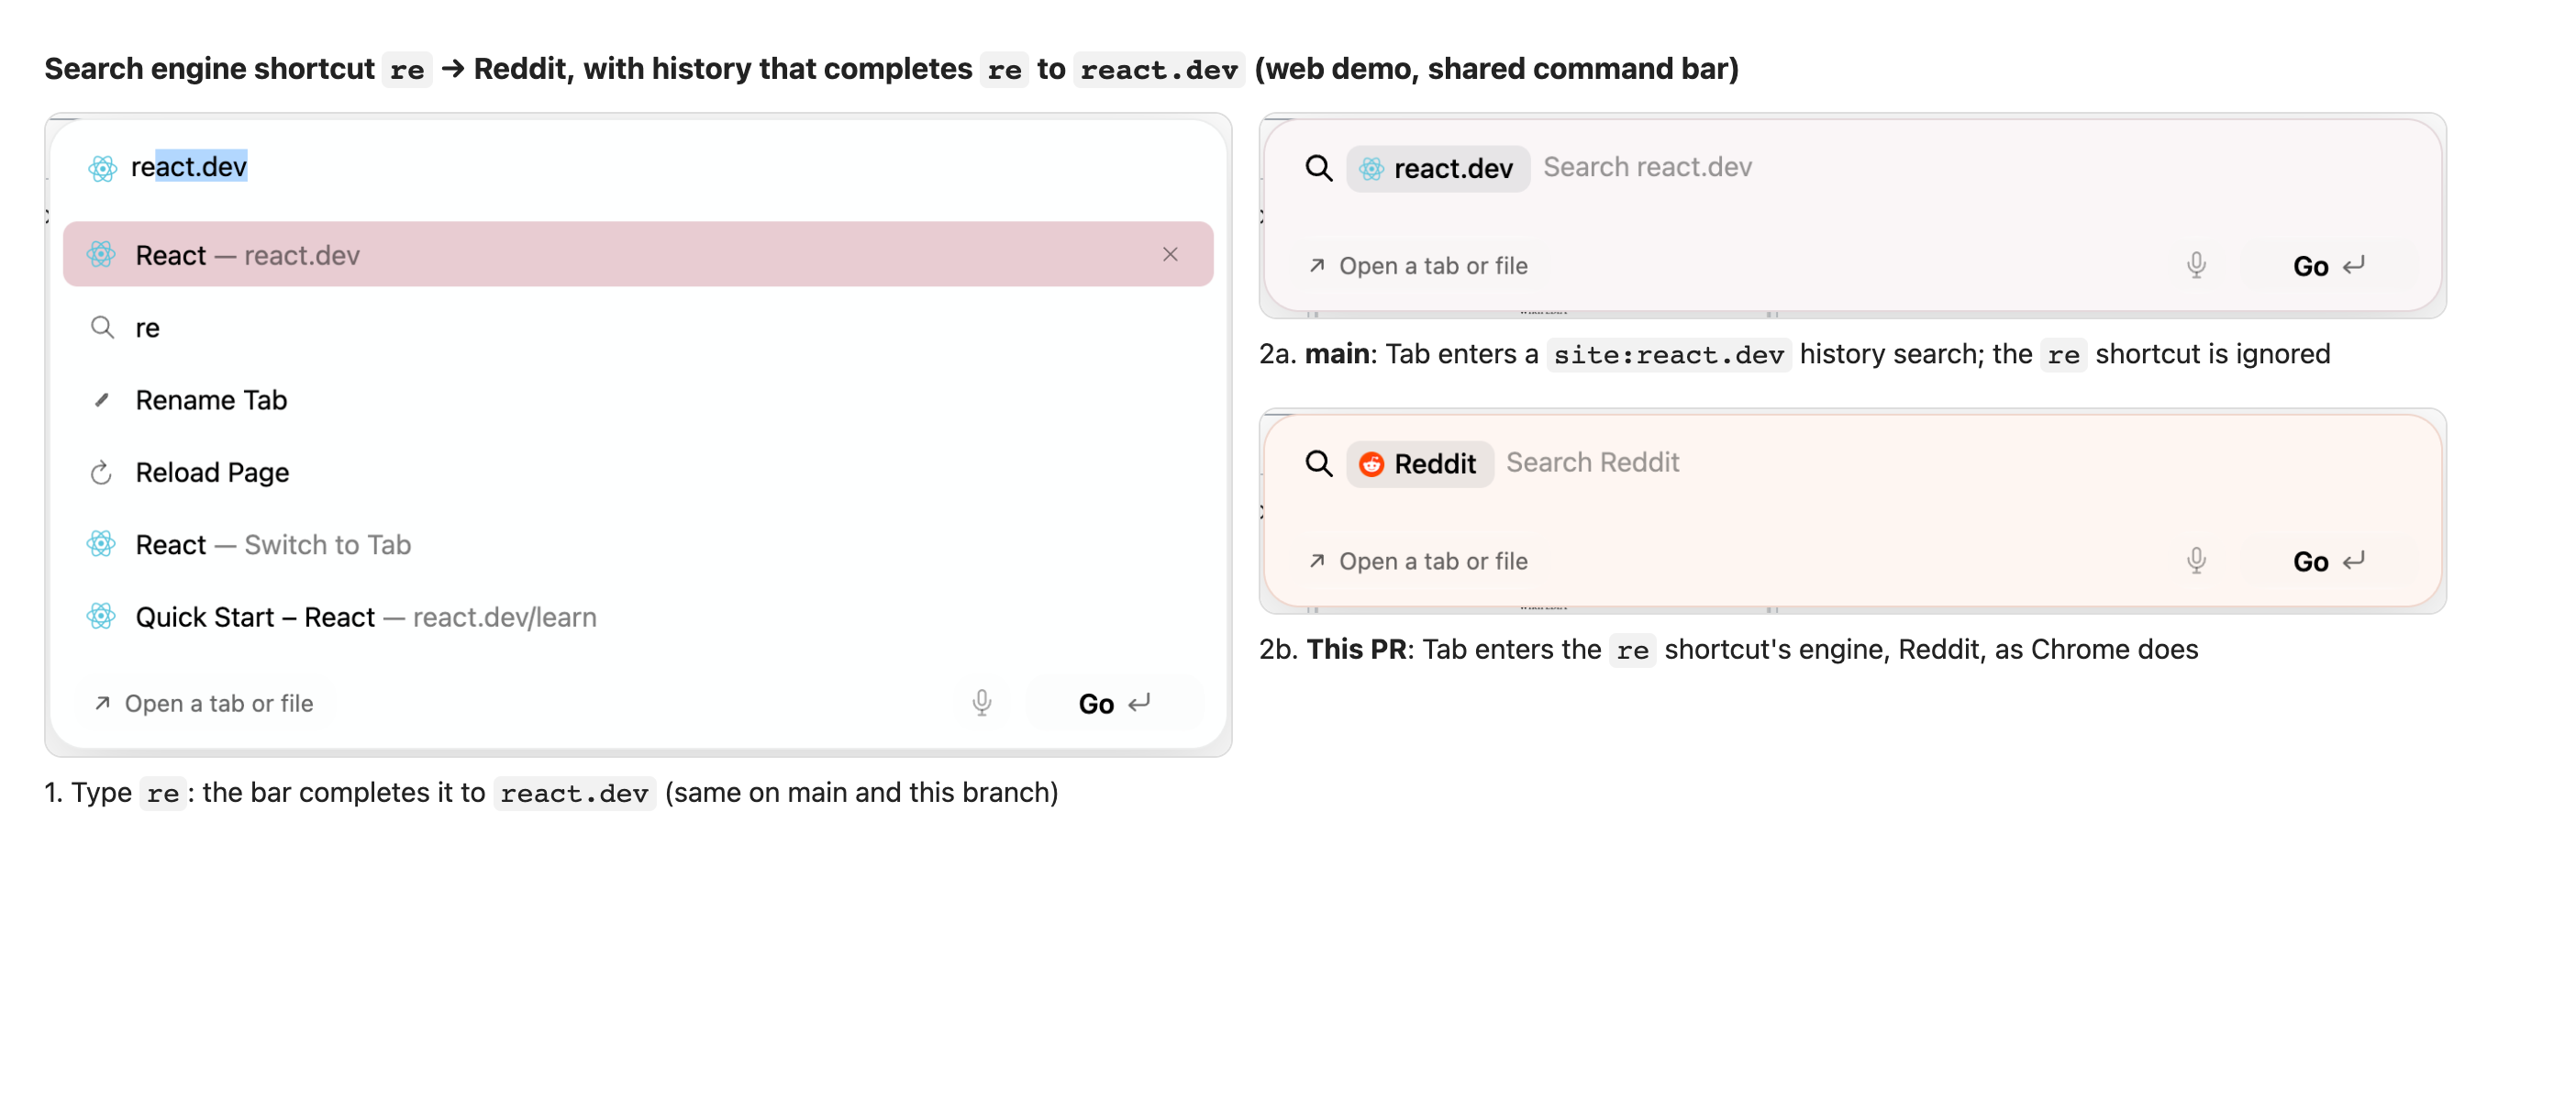 Search engine shortcut re → Reddit, with history that completes re to react.dev (web demo, shared command bar)
react.dev
React — react.dev
re
Rename Tab
Reload Page
React — Switch to Tab
Quick Start – React — react.dev/learn
Open a tab or file
Go
1. Type re: the bar completes it to react.dev (same on main and this branch)
react.dev Search react.dev
Open a tab or file
Go
2a. main: Tab enters a site:react.dev history search; the re shortcut is ignored
Reddit Search Reddit
Open a tab or file
Go
2b. This PR: Tab enters the re shortcut's engine, Reddit, as Chrome does